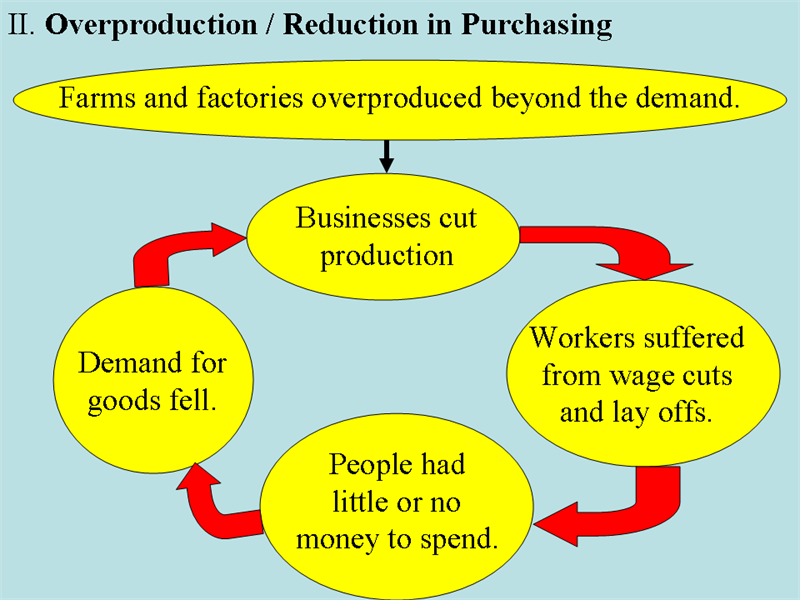 II. Overproduction / Reduction in Purchasing
Farms and factories overproduced beyond the demand.
Businesses cut
production
Workers suffered
from wage cuts
and lay offs.
People had
little or no
money to spend.
Demand for
goods fell.